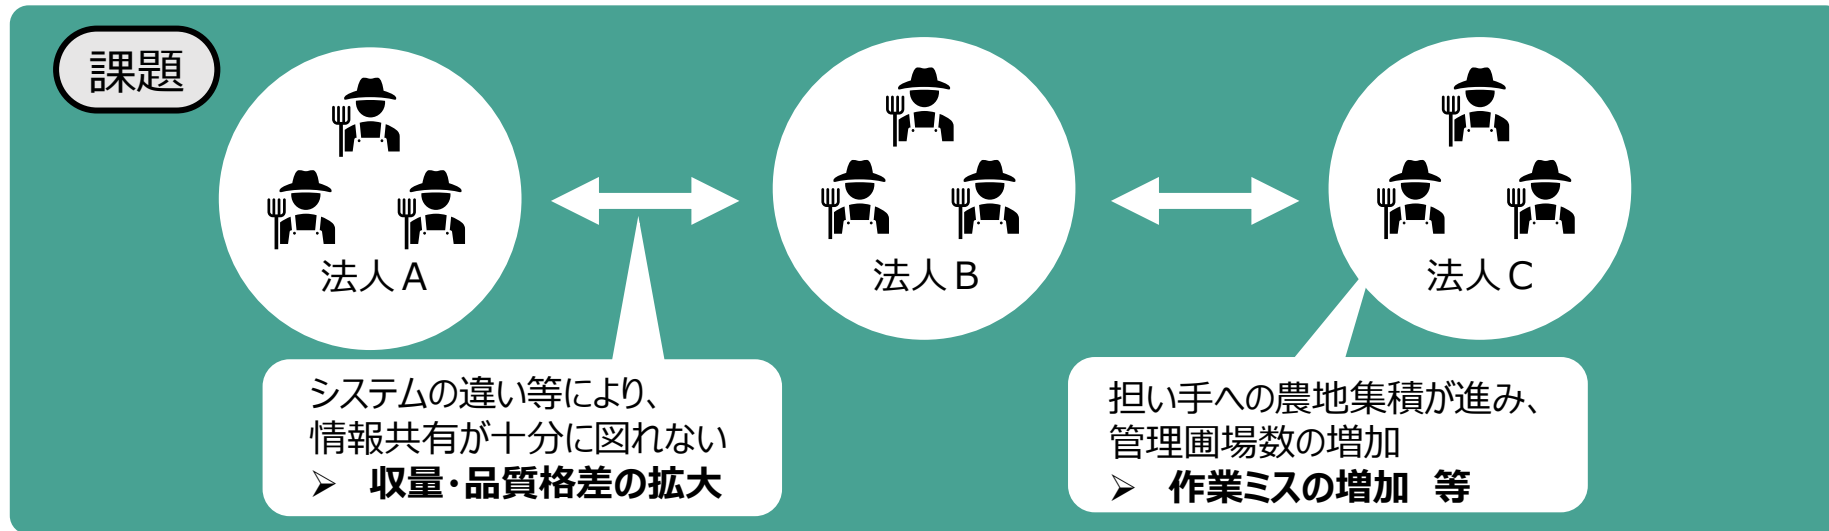 課題
法人A
法人B
法人C
システムの違い等により、
情報共有が十分に図れない
➢ 収量・品質格差の拡大
担い手への農地集積が進み、
管理圃場数の増加
➢ 作業ミスの増加 等